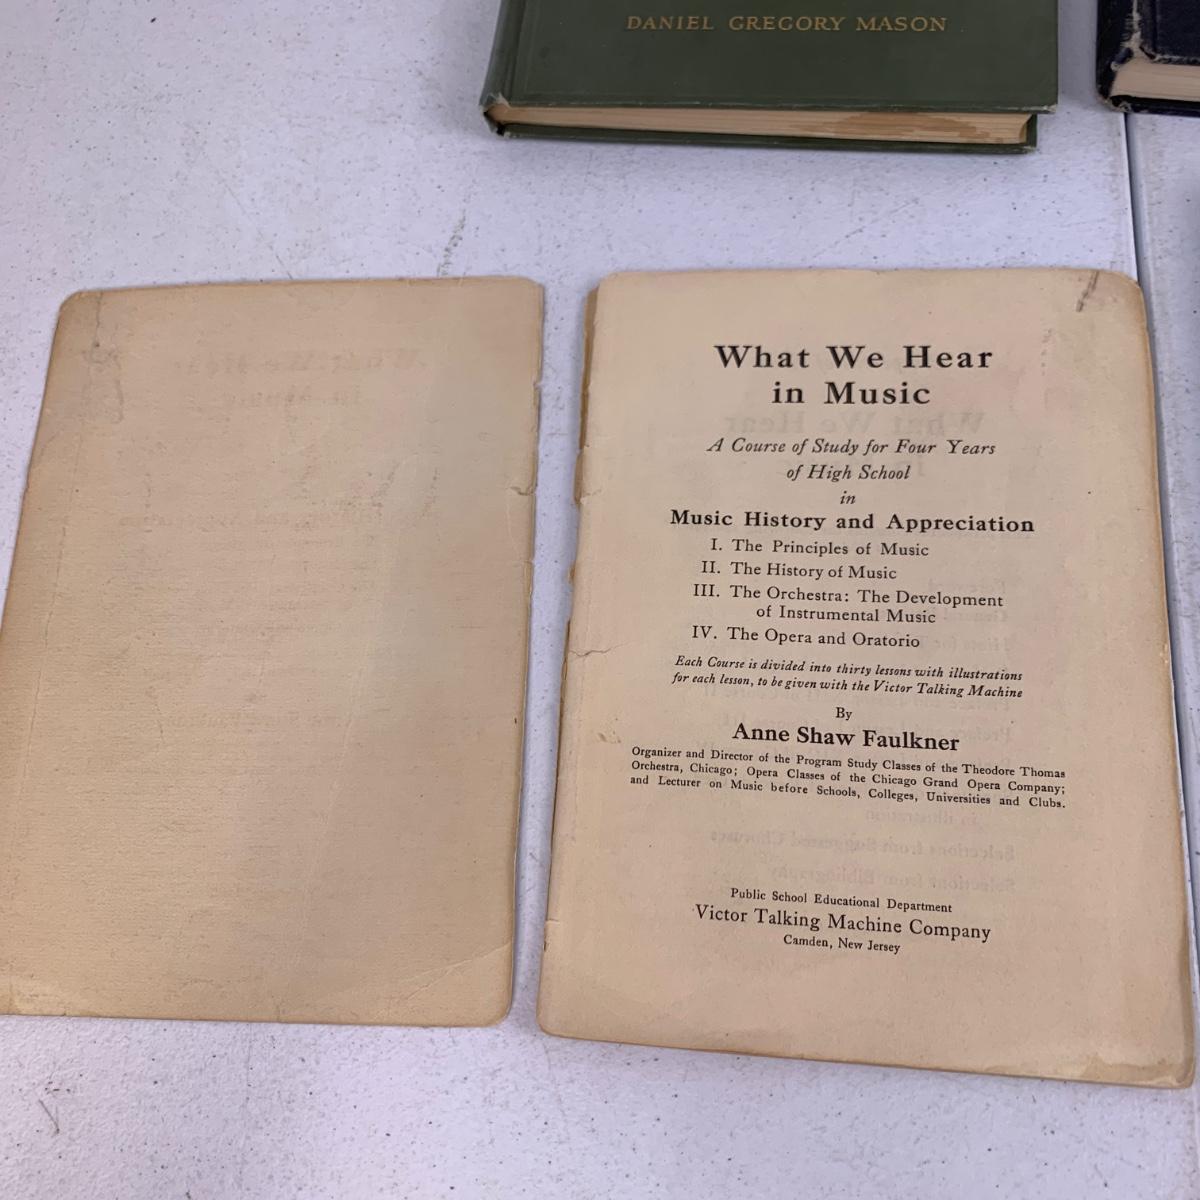 DANIEL GREGORY MASON
What We Hear
in Music
A Course of Study for Four Years
of High School
in
Music History and Appreciation
I. The Principles of Music
II. The History of Music
III. The Orchestra: The Development
of Instrumental Music
IV. The Opera and Oratorio
Each Course is divided into thirty lessons with illustrations
for each lesson, to be given with the Victor Talking Machine
By
Anne Shaw Faulkner
Organizer and Director of the Program Study Classes of the Theodore Thomas
Orchestra, Chicago; Opera Classes of the Chicago Grand Opera Company;
and Lecturer on Music before Schools, Colleges, Universities and Clubs.
Public School Educational Department
Victor Talking Machine Company
Camden, New Jersey